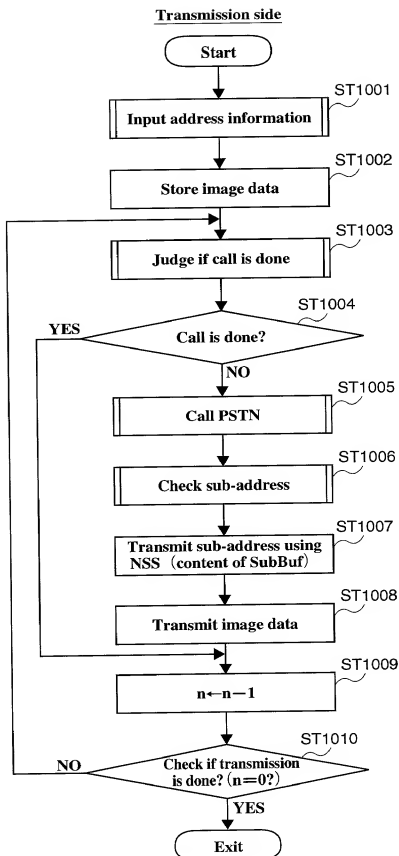 Transmission side
Start
ST1001
Input address information
ST1002
Store image data
ST1003
Judge if call is done
ST1004
YES
Call is done?
NO
ST1005
Call PSTN
ST1006
Check sub-address
ST1007
Transmit sub-address using
NSS (content of SubBuf)
ST1008
Transmit image data
ST1009
n←n−1
ST1010
NO
Check if transmission
is done? (n=0?)
YES
Exit